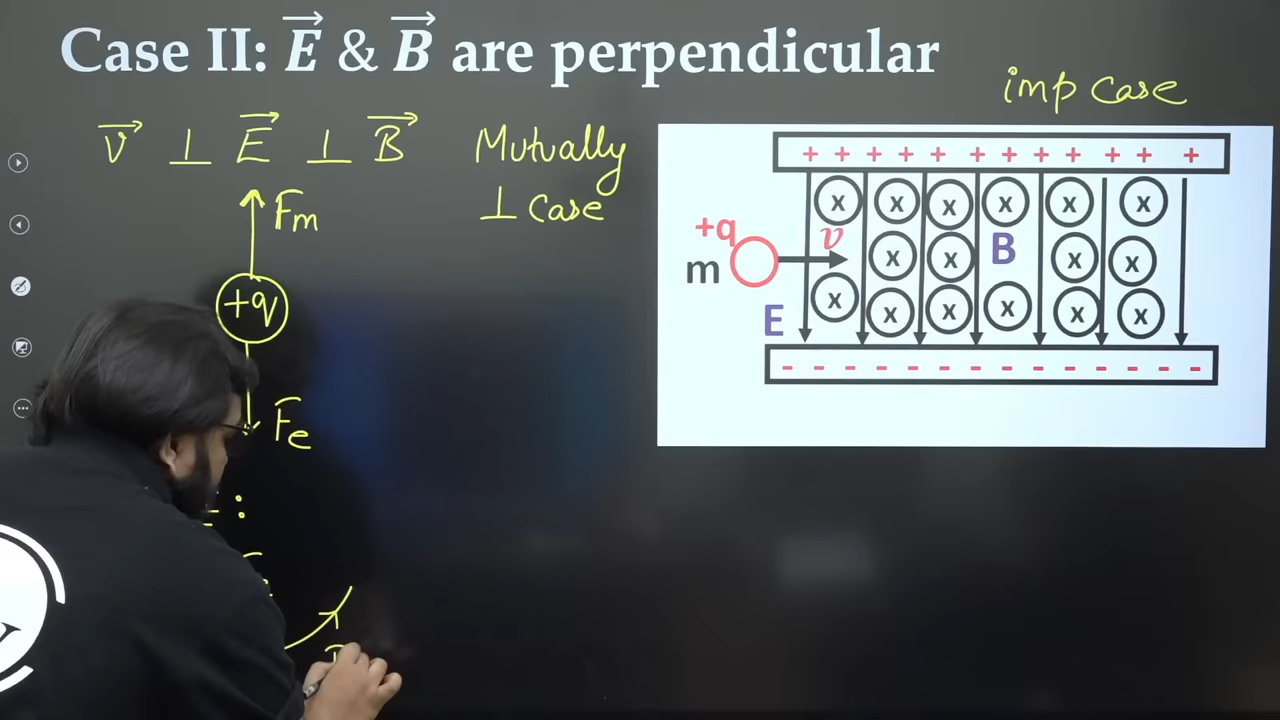 Case II: E & B are perpendicular
imp case
v ⊥ E ⊥ B Mutually
⊥ case
Fm
+q
Fe
:
+ + + + + + + + + + + +
x x x x x x
+q
v
m
B
x x x x
E
x x x x x x
- - - - - - - - - - - - - -